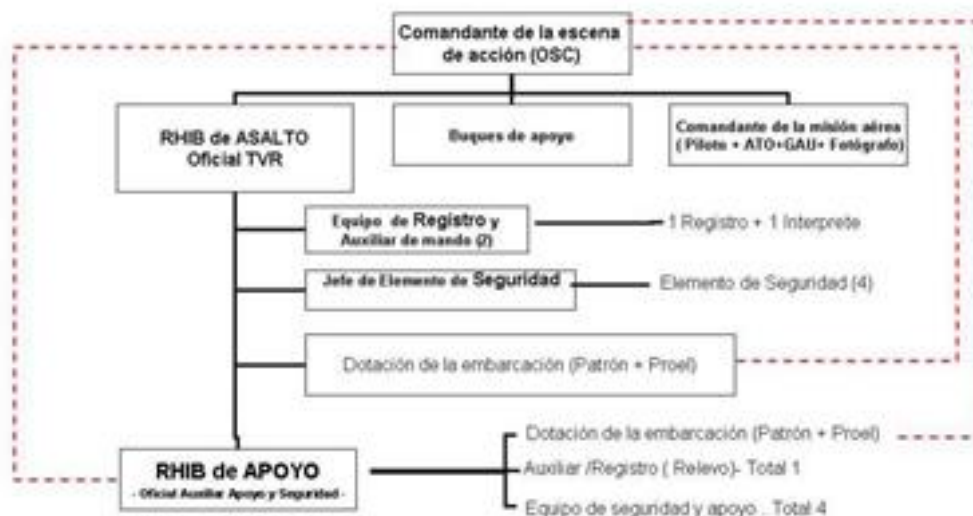 Comandante de la escena
de acción (OSC)
RHIB de ASALTO
Oficial TVR
Buques de apoyo
Comandante de la misión aérea
( Piloto + ATO+GAU+ Fotógrafo)
Equipo de Registro y
Auxiliar de mando (2)
1 Registro + 1 Interprete
Jefe de Elemento de Seguridad
Elemento de Seguridad (4)
Dotación de la embarcación (Patrón + Proel)
RHIB de APOYO
- Oficial Auxiliar Apoyo y Seguridad -
Dotación de la embarcación (Patrón + Proel)
Auxiliar /Registro ( Relevo)- Total 1
Equipo de seguridad y apoyo . Total 4